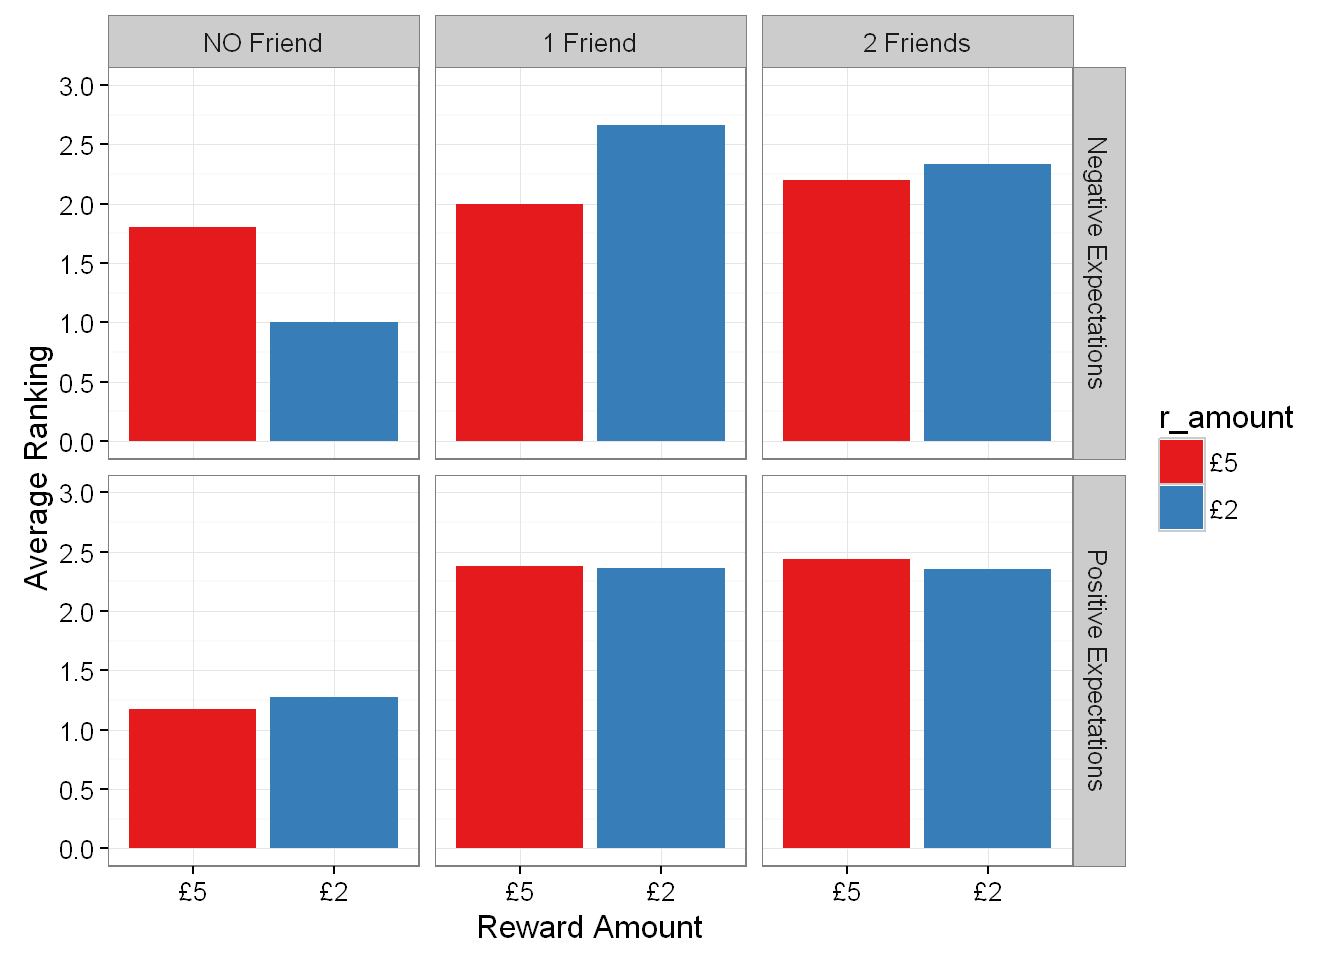 NO Friend
1 Friend
2 Friends
3.0
2.5
2.0
1.5
1.0
0.5
0.0
Negative Expectations
3.0
2.5
2.0
1.5
1.0
0.5
0.0
Positive Expectations
Average Ranking
£5
£2
£5
£2
£5
£2
Reward Amount
r_amount
£5
£2